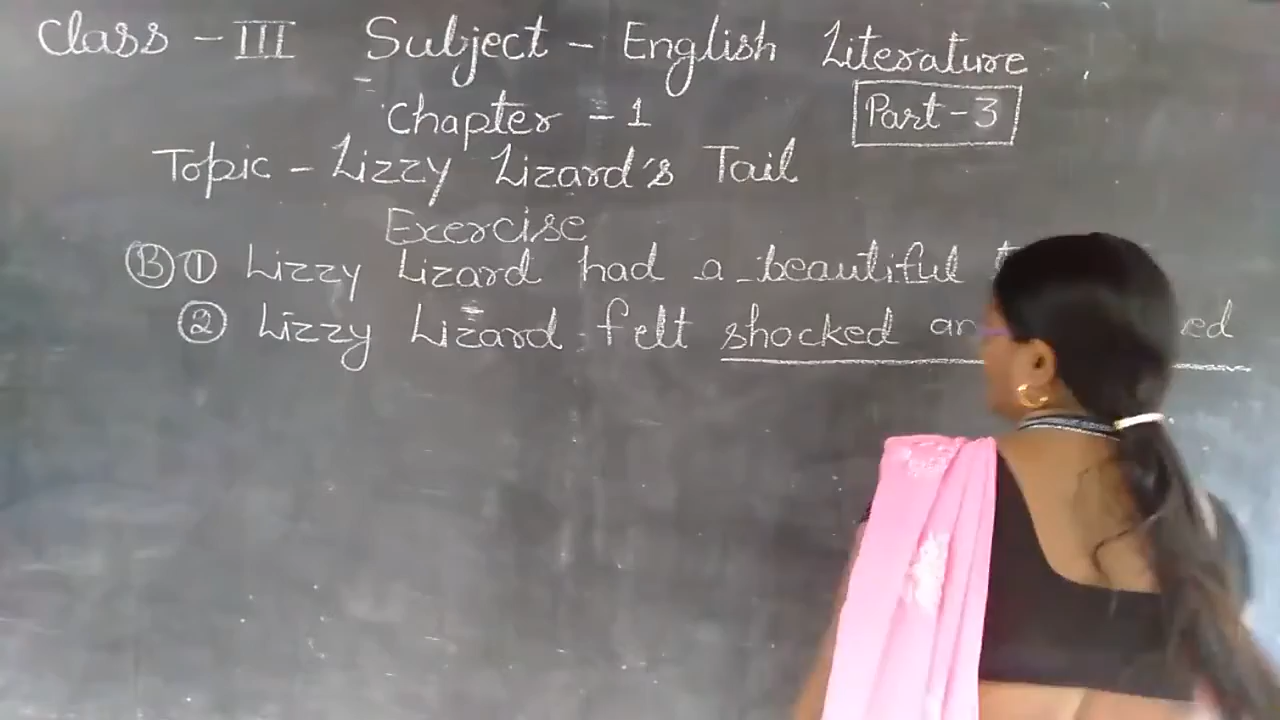 Class - III Subject - English Literature
Chapter - 1 Part-3
Topic - Lizzy Lizard's Tail
Exercise
(B) (1) Lizzy Lizard had a beautiful
(2) Lizzy Lizard felt shocked